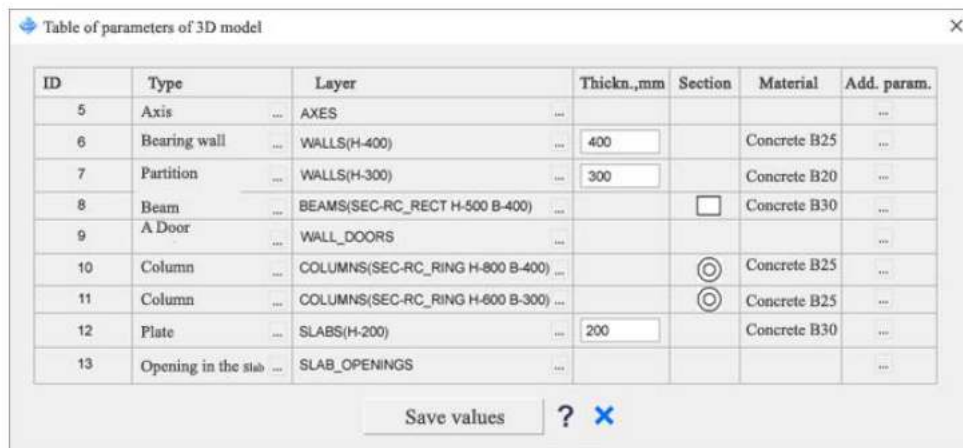 Table of parameters of 3D model
ID Type Layer Thickn.,mm Section Material Add. param.
5 Axis ... AXES ... ...
6 Bearing wall ... WALLS(H-400) ... 400 Concrete B25 ...
7 Partition ... WALLS(H-300) ... 300 Concrete B20 ...
8 Beam ... BEAMS(SEC-RC_RECT H-500 B-400) ... Concrete B30 ...
9 A Door ... WALL_DOORS ... ...
10 Column ... COLUMNS(SEC-RC_RING H-800 B-400) ... Concrete B25 ...
11 Column ... COLUMNS(SEC-RC_RING H-600 B-300) ... Concrete B25 ...
12 Plate ... SLABS(H-200) ... 200 Concrete B30 ...
13 Opening in the slab ... SLAB_OPENINGS ... ...
Save values ?